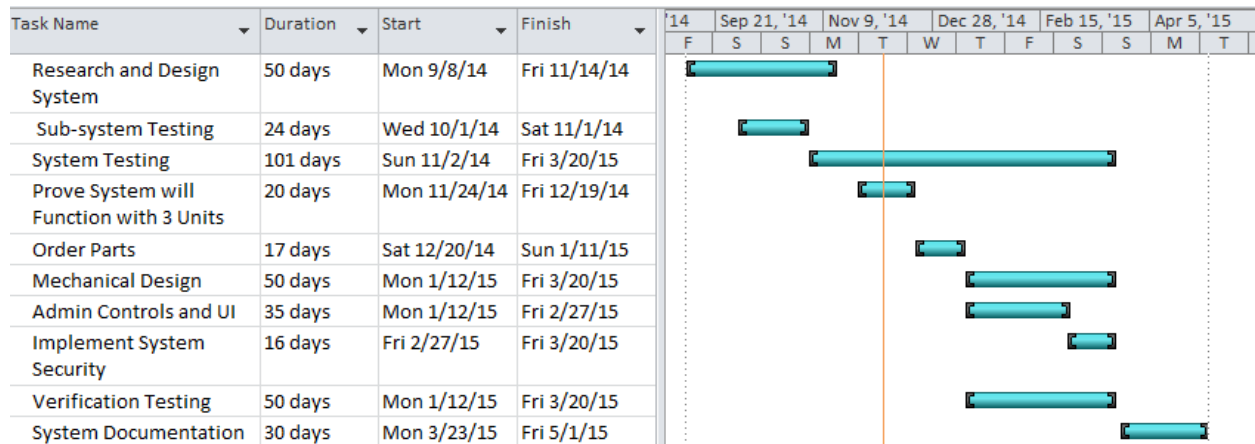 Task Name Duration Start Finish '14 Sep 21, '14 Nov 9, '14 Dec 28, '14 Feb 15, '15 Apr 5, '15
F S S M T W T F S S M T
Research and Design 50 days Mon 9/8/14 Fri 11/14/14
System
Sub-system Testing 24 days Wed 10/1/14 Sat 11/1/14
System Testing 101 days Sun 11/2/14 Fri 3/20/15
Prove System will 20 days Mon 11/24/14 Fri 12/19/14
Function with 3 Units
Order Parts 17 days Sat 12/20/14 Sun 1/11/15
Mechanical Design 50 days Mon 1/12/15 Fri 3/20/15
Admin Controls and UI 35 days Mon 1/12/15 Fri 2/27/15
Implement System 16 days Fri 2/27/15 Fri 3/20/15
Security
Verification Testing 50 days Mon 1/12/15 Fri 3/20/15
System Documentation 30 days Mon 3/23/15 Fri 5/1/15